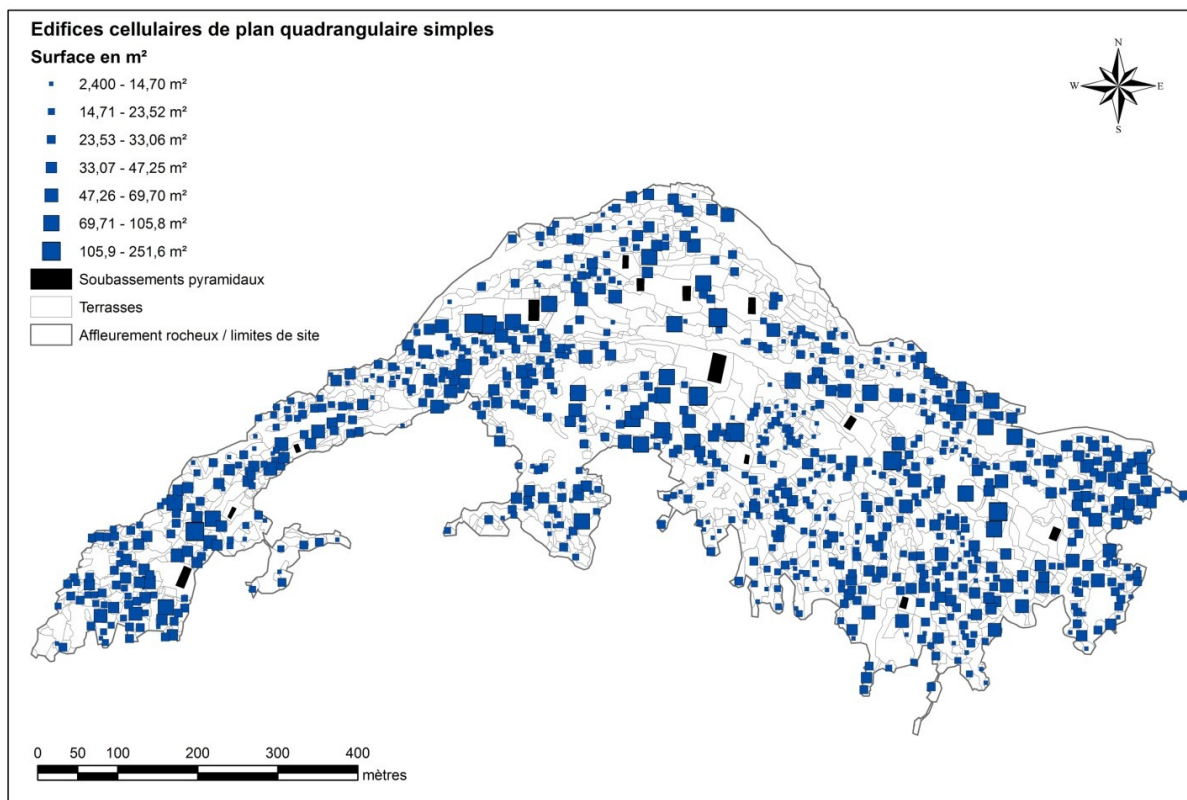 Edifices cellulaires de plan quadrangulaire simples
Surface en m²
2,400 - 14,70 m²
14,71 - 23,52 m²
23,53 - 33,06 m²
33,07 - 47,25 m²
47,26 - 69,70 m²
69,71 - 105,8 m²
105,9 - 251,6 m²
Soubassements pyramidaux
Terrasses
Affleurement rocheux / limites de site
N
W E
S
0 50 100 200 300 400
mètres